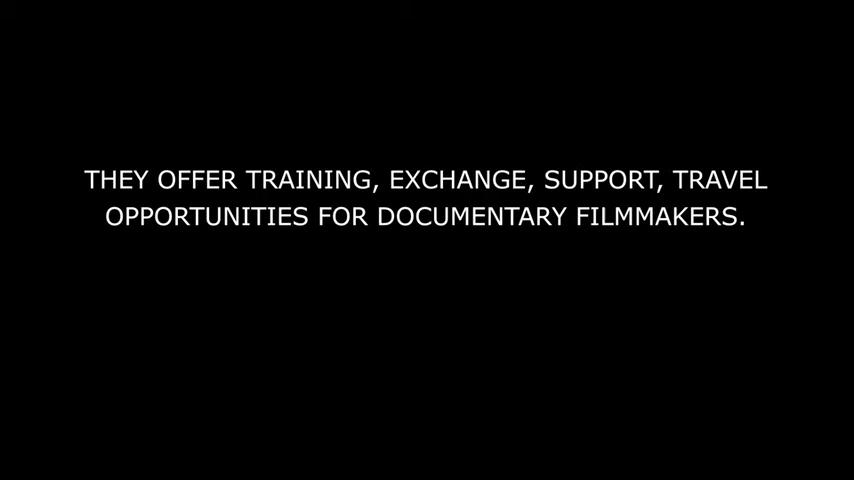 THEY OFFER TRAINING, EXCHANGE, SUPPORT, TRAVEL
OPPORTUNITIES FOR DOCUMENTARY FILMMAKERS.